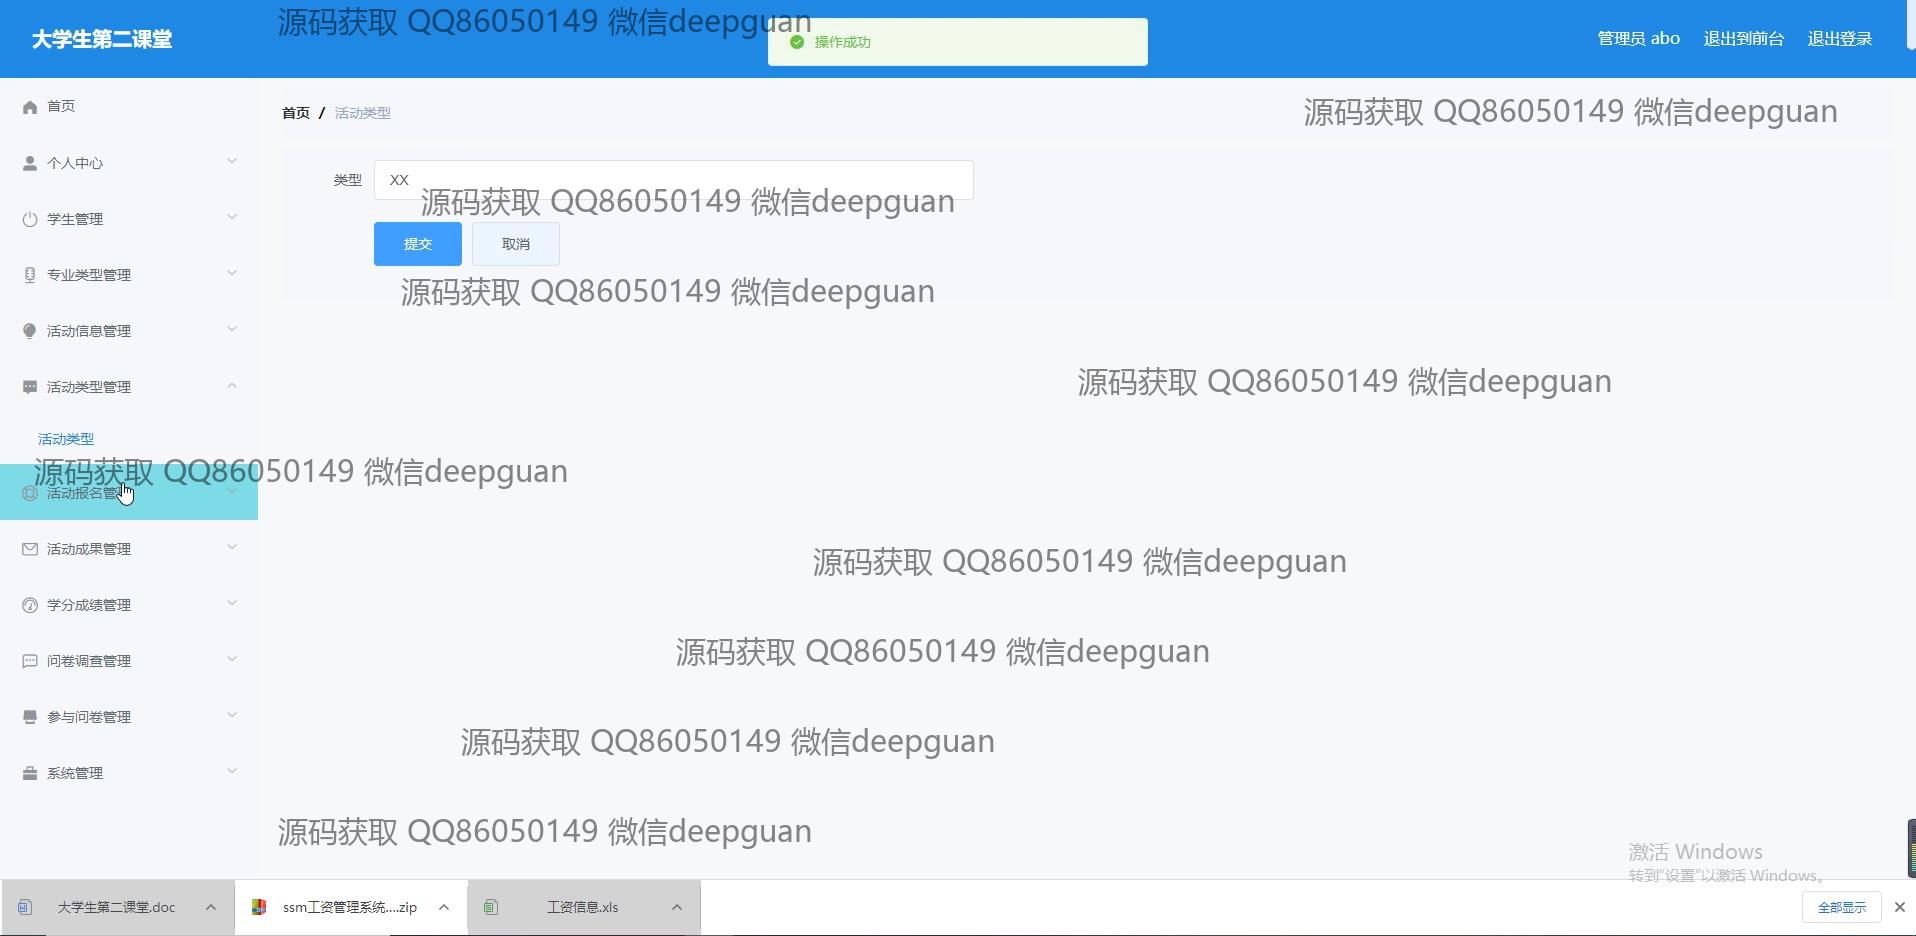 大学生第二课堂
源码获取 QQ86050149 微信deepguan
操作成功
管理员 abo
退出到前台
退出登录
首页
首页 / 活动类型
源码获取 QQ86050149 微信deepguan
个人中心
类型
XX
源码获取 QQ86050149 微信deepguan
学生管理
提交
取消
专业类型管理
源码获取 QQ86050149 微信deepguan
活动信息管理
活动类型管理
源码获取 QQ86050149 微信deepguan
活动类型
源码获取 QQ86050149 微信deepguan
活动报名管
活动成果管理
源码获取 QQ86050149 微信deepguan
学分成绩管理
问卷调查管理
源码获取 QQ86050149 微信deepguan
参与问卷管理
源码获取 QQ86050149 微信deepguan
系统管理
源码获取 QQ86050149 微信deepguan
激活 Windows
转到“设置”以激活 Windows。
大学生第二课堂.doc
ssm工资管理系统....zip
工资信息.xls
全部显示